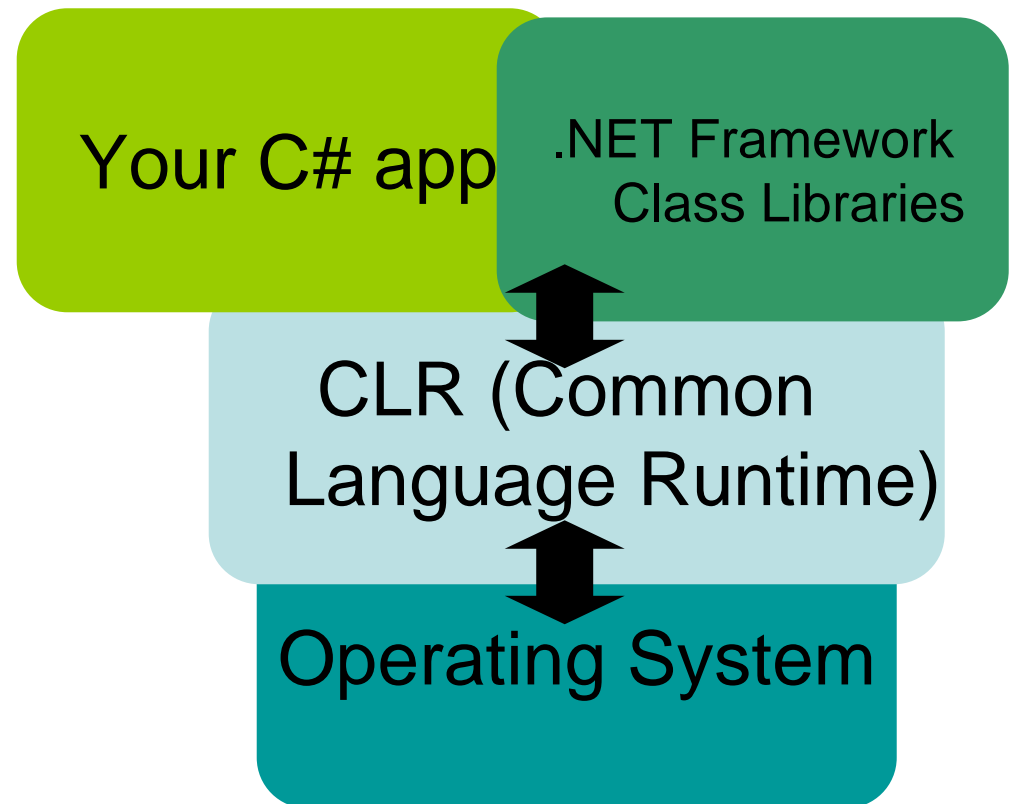 Your C# app
.NET Framework
Class Libraries
CLR (Common
Language Runtime)
Operating System